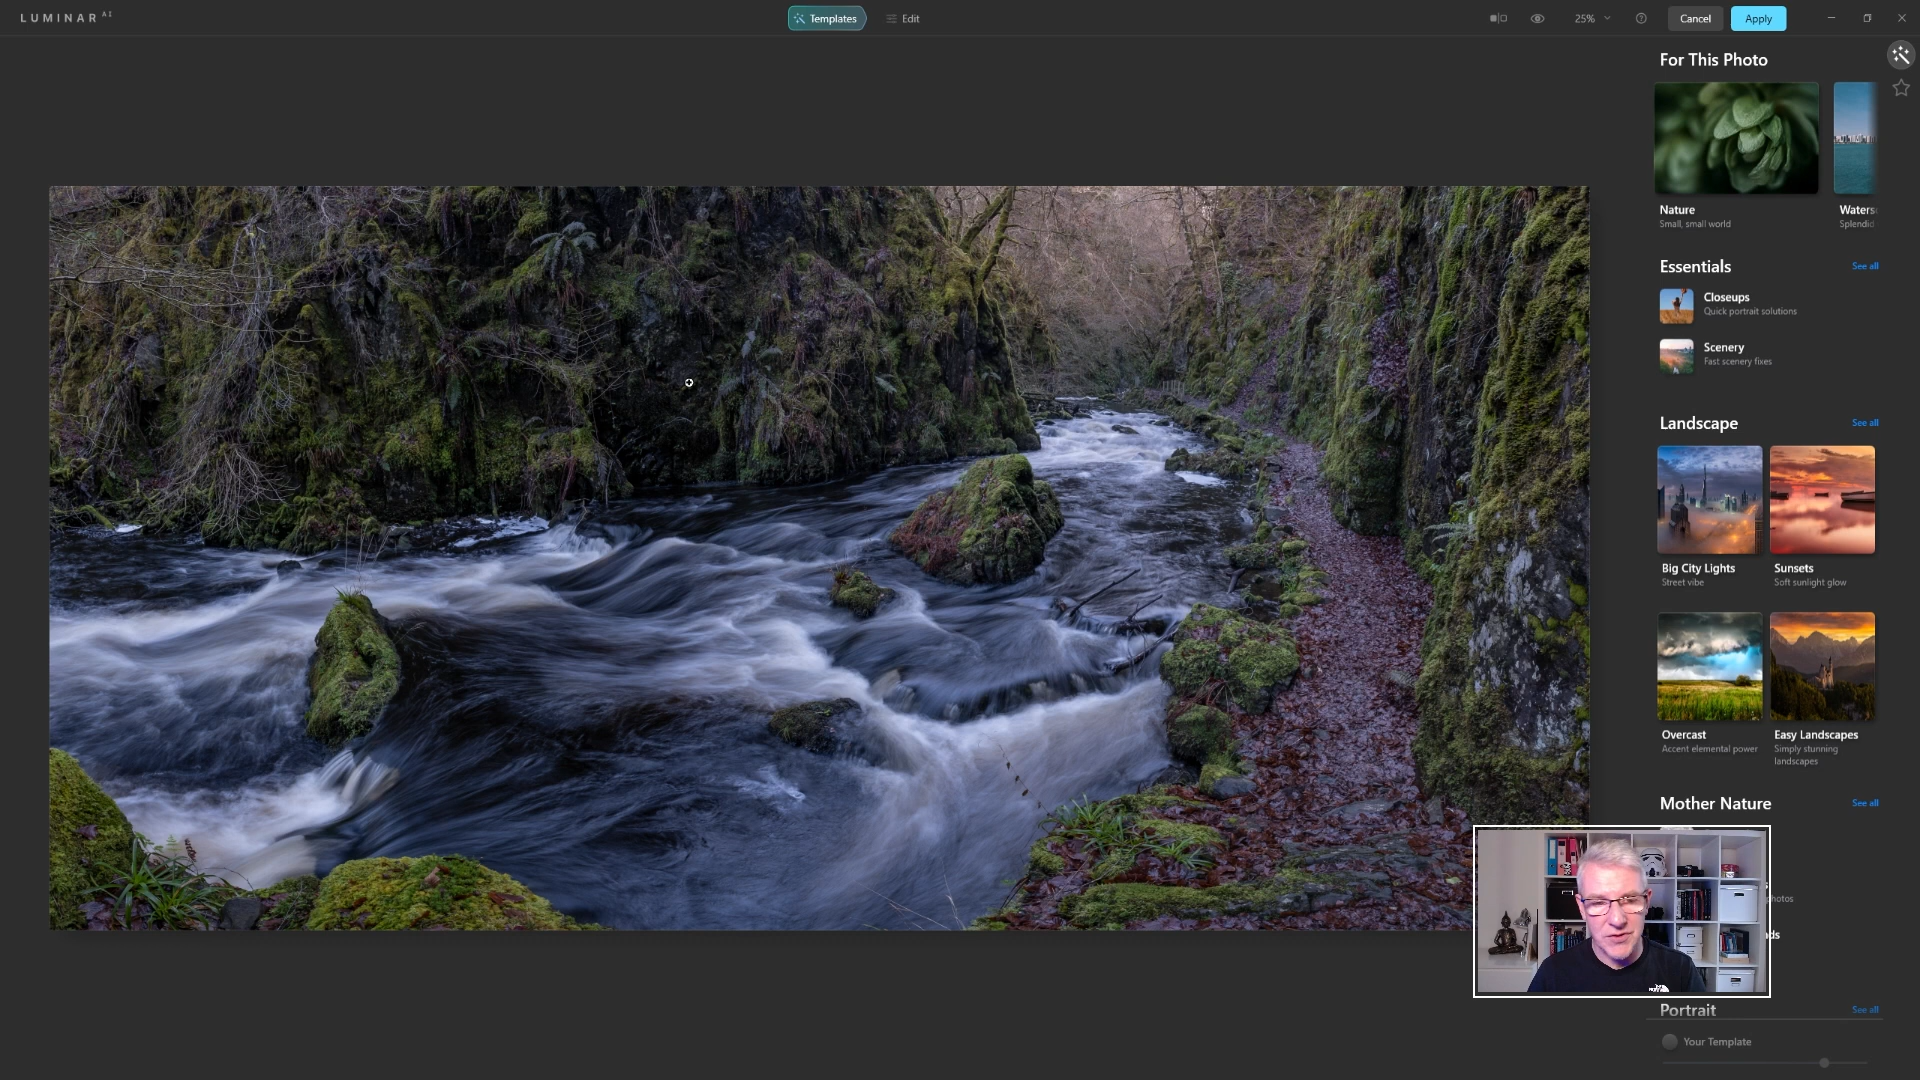 LUMINAR AI
Templates
Edit
25%
Cancel
Apply
For This Photo
Nature
Small, small world
Splendid
Essentials
See all
Closeups
Quick portrait solutions
Scenery
Fast scenery fixes
Landscape
See all
Big City Lights
Street vibe
Sunsets
Soft sunlight glow
Overcast
Accent elemental power
Easy Landscapes
Simply stunning
landscapes
Mother Nature
See all
photos
Portrait
See all
Your Template